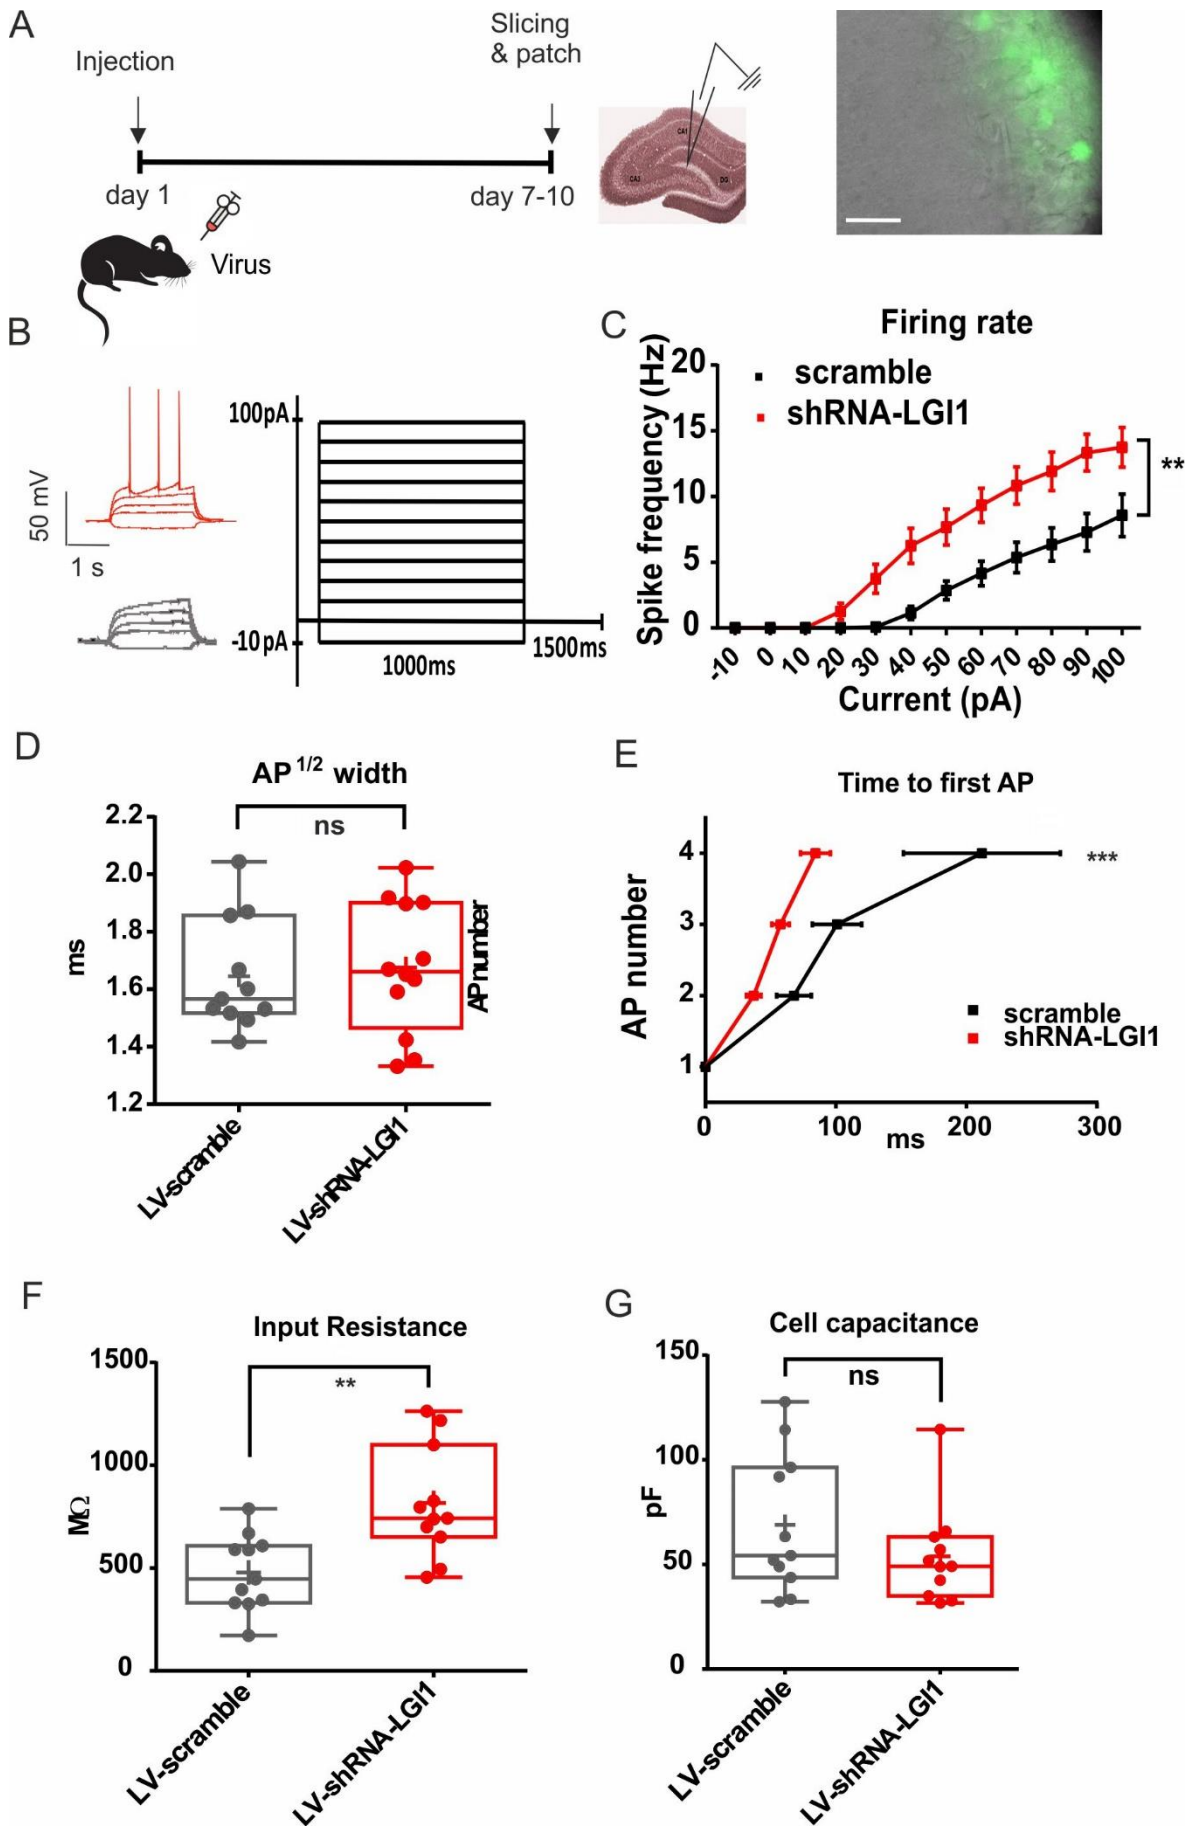 A
Injection
Slicing
& patch
day 1
day 7-10
Virus
CA1
CA3
DG
B
50 mV
1 s
100pA
-10pA
1000ms
1500ms
C
Firing rate
Spike frequency (Hz)
20
15
10
5
0
scramble
shRNA-LGI1
**
-10 0 10 20 30 40 50 60 70 80 90 100
Current (pA)
D
AP 1/2 width
ns
ms
2.2
2.0
1.8
1.6
1.4
1.2
AP number
LV-scramble
LV-shRNA-LGI1
E
Time to first AP
AP number
4
3
2
1
***
scramble
shRNA-LGI1
0 100 200 300
ms
F
Input Resistance
**
MΩ
1500
1000
500
0
LV-scramble
LV-shRNA-LGI1
G
Cell capacitance
ns
pF
150
100
50
0
LV-scramble
LV-shRNA-LGI1